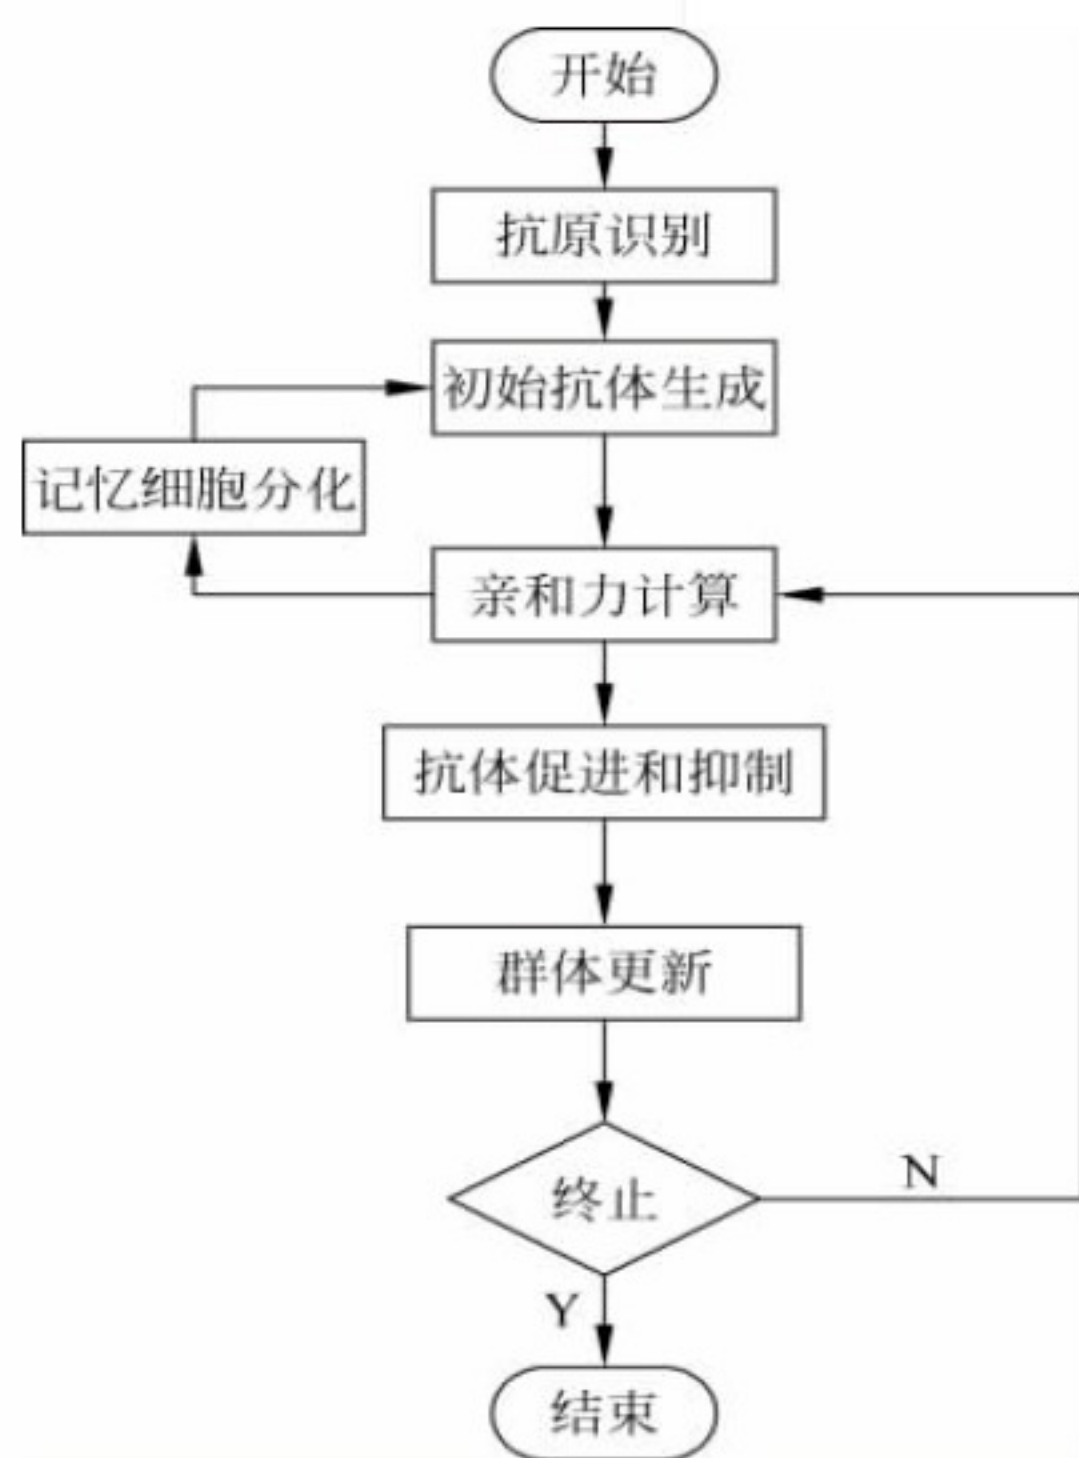 开始
抗原识别
初始抗体生成
记忆细胞分化
亲和力计算
抗体促进和抑制
群体更新
终止
N
Y
结束